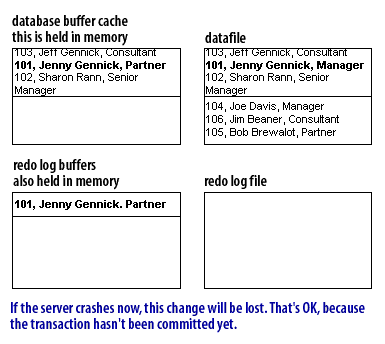 database buffer cache
this is held in memory
103, Jeff Gennick, Consultant
101, Jenny Gennick, Partner
102, Sharon Rann, Senior
Manager
datafile
103, Jeff Gennick, Consultant
101, Jenny Gennick, Manager
102, Sharon Rann, Senior
Manager
104, Joe Davis, Manager
106, Jim Beaner, Consultant
105, Bob Brewalot, Partner
redo log buffers
also held in memory
101, Jenny Gennick. Partner
redo log file
If the server crashes now, this change will be lost. That's OK, because
the transaction hasn't been committed yet.